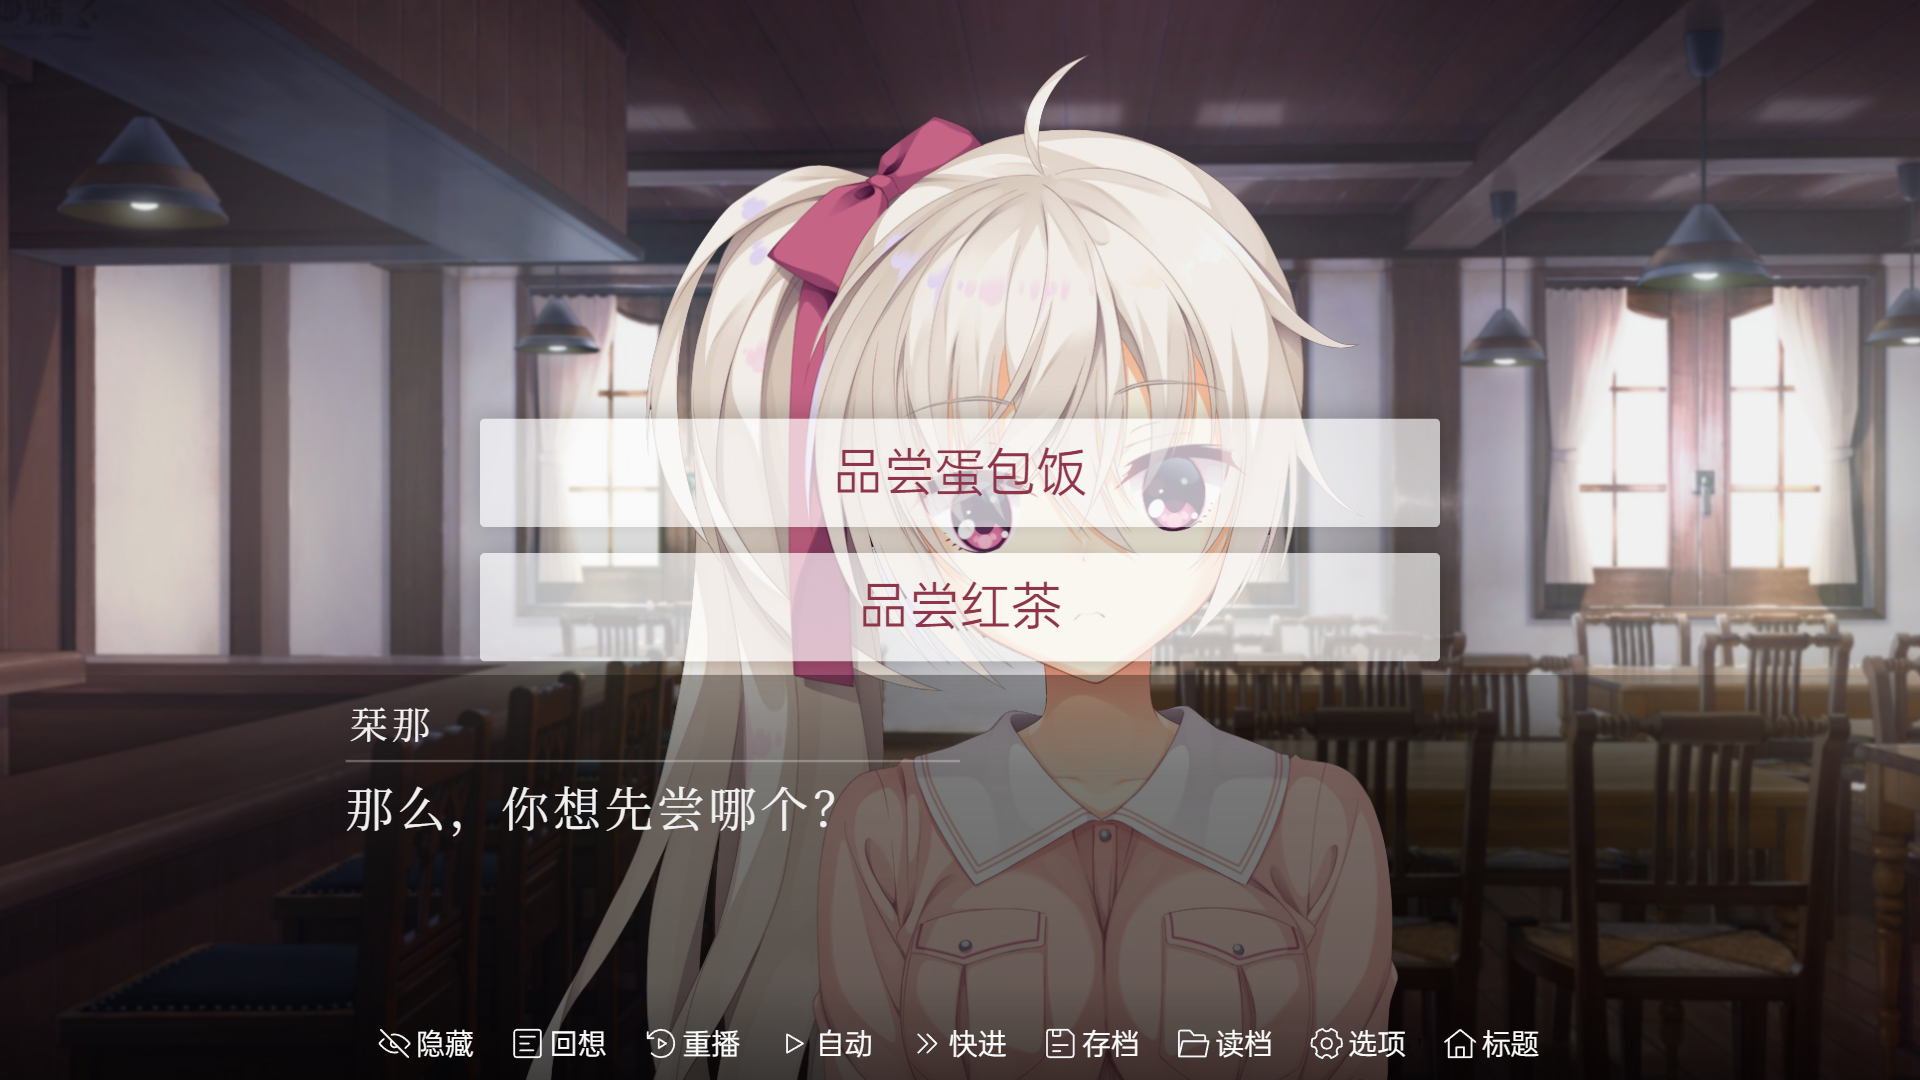 品尝蛋包饭
品尝红茶
栞那
那么，你想先尝哪个？
隐藏 回想 重播 自动 快进 存档 读档 选项 标题